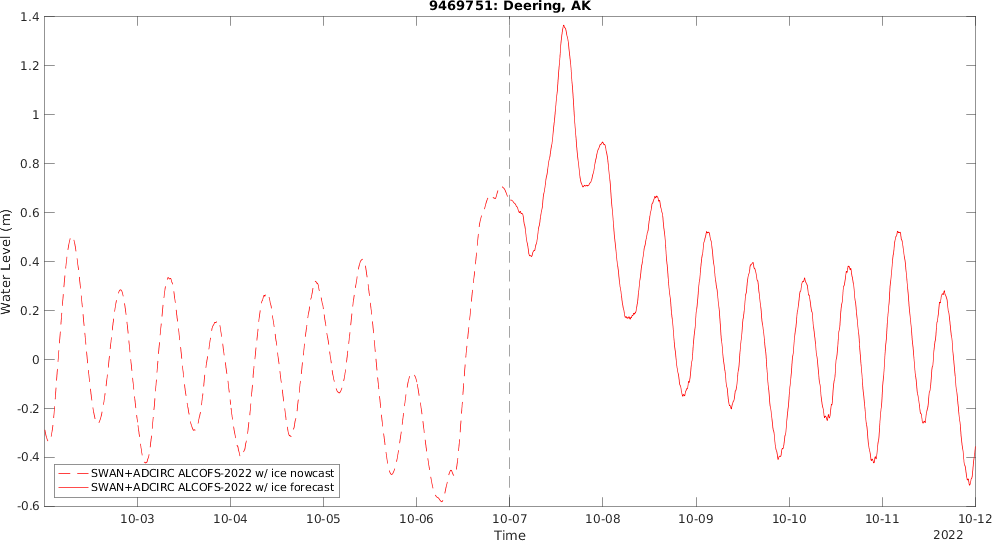 9469751: Deering, AK
1.4
1.2
1
0.8
0.6
0.4
0.2
0
-0.2
-0.4
-0.6
Water Level (m)
SWAN+ADCIRC ALCOFS-2022 w/ ice nowcast
SWAN+ADCIRC ALCOFS-2022 w/ ice forecast
10-03 10-04 10-05 10-06 10-07 10-08 10-09 10-10 10-11 10-12
Time
2022